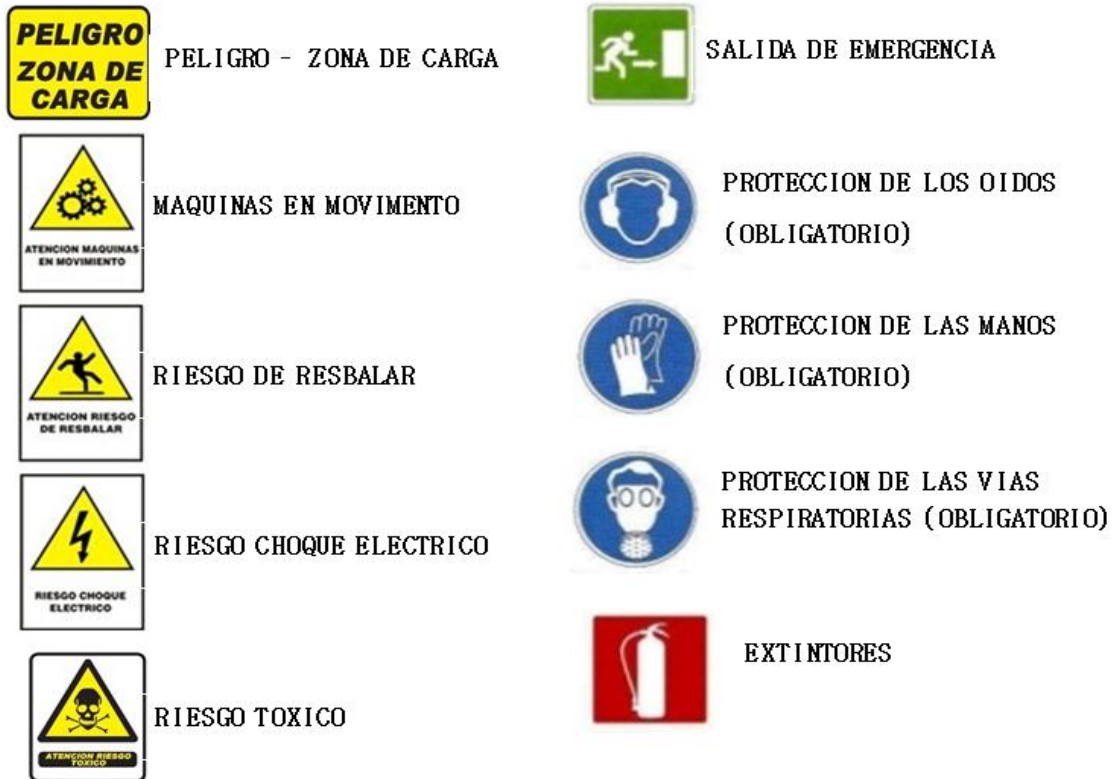 PELIGRO
ZONA DE
CARGA
PELIGRO - ZONA DE CARGA
ATENCION MAQUINAS
EN MOVIMIENTO
MAQUINAS EN MOVIMENTO
ATENCION RIESGO
DE RESBALAR
RIESGO DE RESBALAR
RIESGO CHOQUE
ELECTRICO
RIESGO CHOQUE ELECTRICO
ATENCION RIESGO
TOXICO
RIESGO TOXICO
SALIDA DE EMERGENCIA
PROTECCION DE LOS OIDOS
(OBLIGATORIO)
PROTECCION DE LAS MANOS
(OBLIGATORIO)
PROTECCION DE LAS VIAS
RESPIRATORIAS (OBLIGATORIO)
EXTINTORES